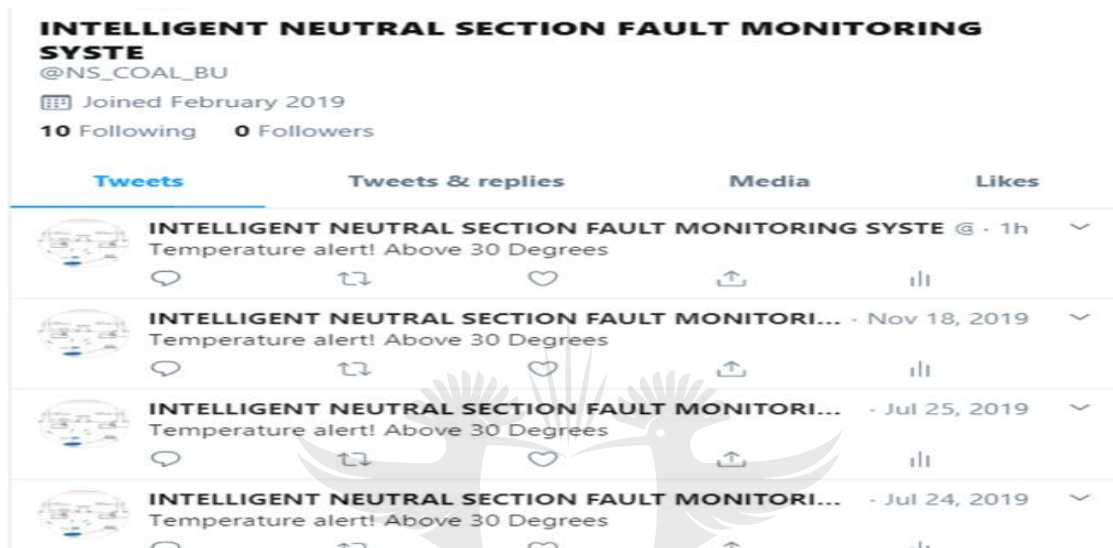 INTELLIGENT NEUTRAL SECTION FAULT MONITORING
SYSTE
@NS_COAL_BU
Joined February 2019
10 Following 0 Followers
Tweets Tweets & replies Media Likes
INTELLIGENT NEUTRAL SECTION FAULT MONITORING SYSTE @ · 1h
Temperature alert! Above 30 Degrees
INTELLIGENT NEUTRAL SECTION FAULT MONITORI... · Nov 18, 2019
Temperature alert! Above 30 Degrees
INTELLIGENT NEUTRAL SECTION FAULT MONITORI... · Jul 25, 2019
Temperature alert! Above 30 Degrees
INTELLIGENT NEUTRAL SECTION FAULT MONITORI... · Jul 24, 2019
Temperature alert! Above 30 Degrees